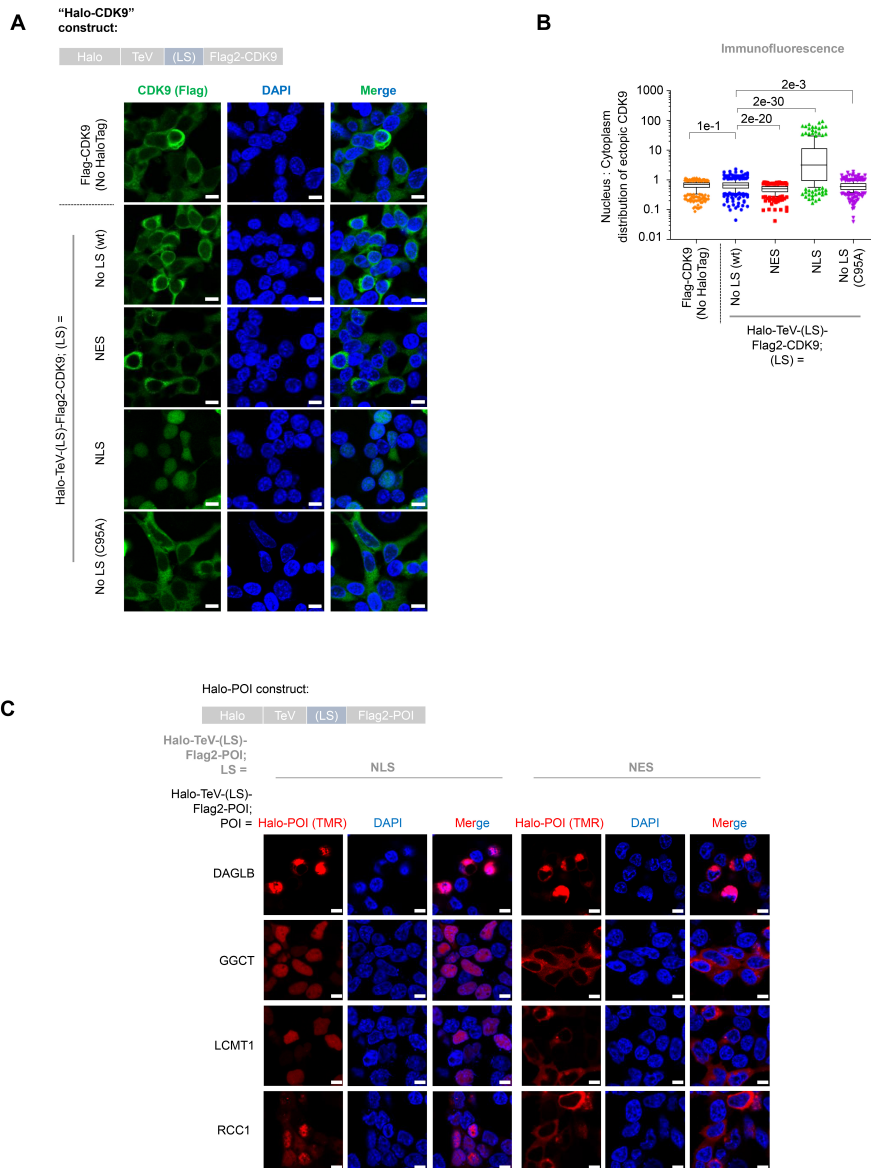 A
“Halo-CDK9”
construct:
Halo TeV (LS) Flag2-CDK9
CDK9 (Flag) DAPI Merge
Flag-CDK9
(No HaloTag)
Halo-TeV-(LS)-Flag2-CDK9; (LS) =
No LS (wt)
NES
NLS
No LS (C95A)
B
Immunofluorescence
Nucleus : Cytoplasm
distribution of ectopic CDK9
1000
100
10
1
0.1
0.01
2e-3
2e-30
1e-1
2e-20
Flag-CDK9
(No HaloTag)
No LS (wt)
NES
NLS
No LS
(C95A)
Halo-TeV-(LS)-
Flag2-CDK9;
(LS) =
C
Halo-POI construct:
Halo TeV (LS) Flag2-POI
Halo-TeV-(LS)-
Flag2-POI;
LS =
NLS NES
Halo-TeV-(LS)-
Flag2-POI;
POI =
Halo-POI (TMR) DAPI Merge Halo-POI (TMR) DAPI Merge
DAGLB
GGCT
LCMT1
RCC1